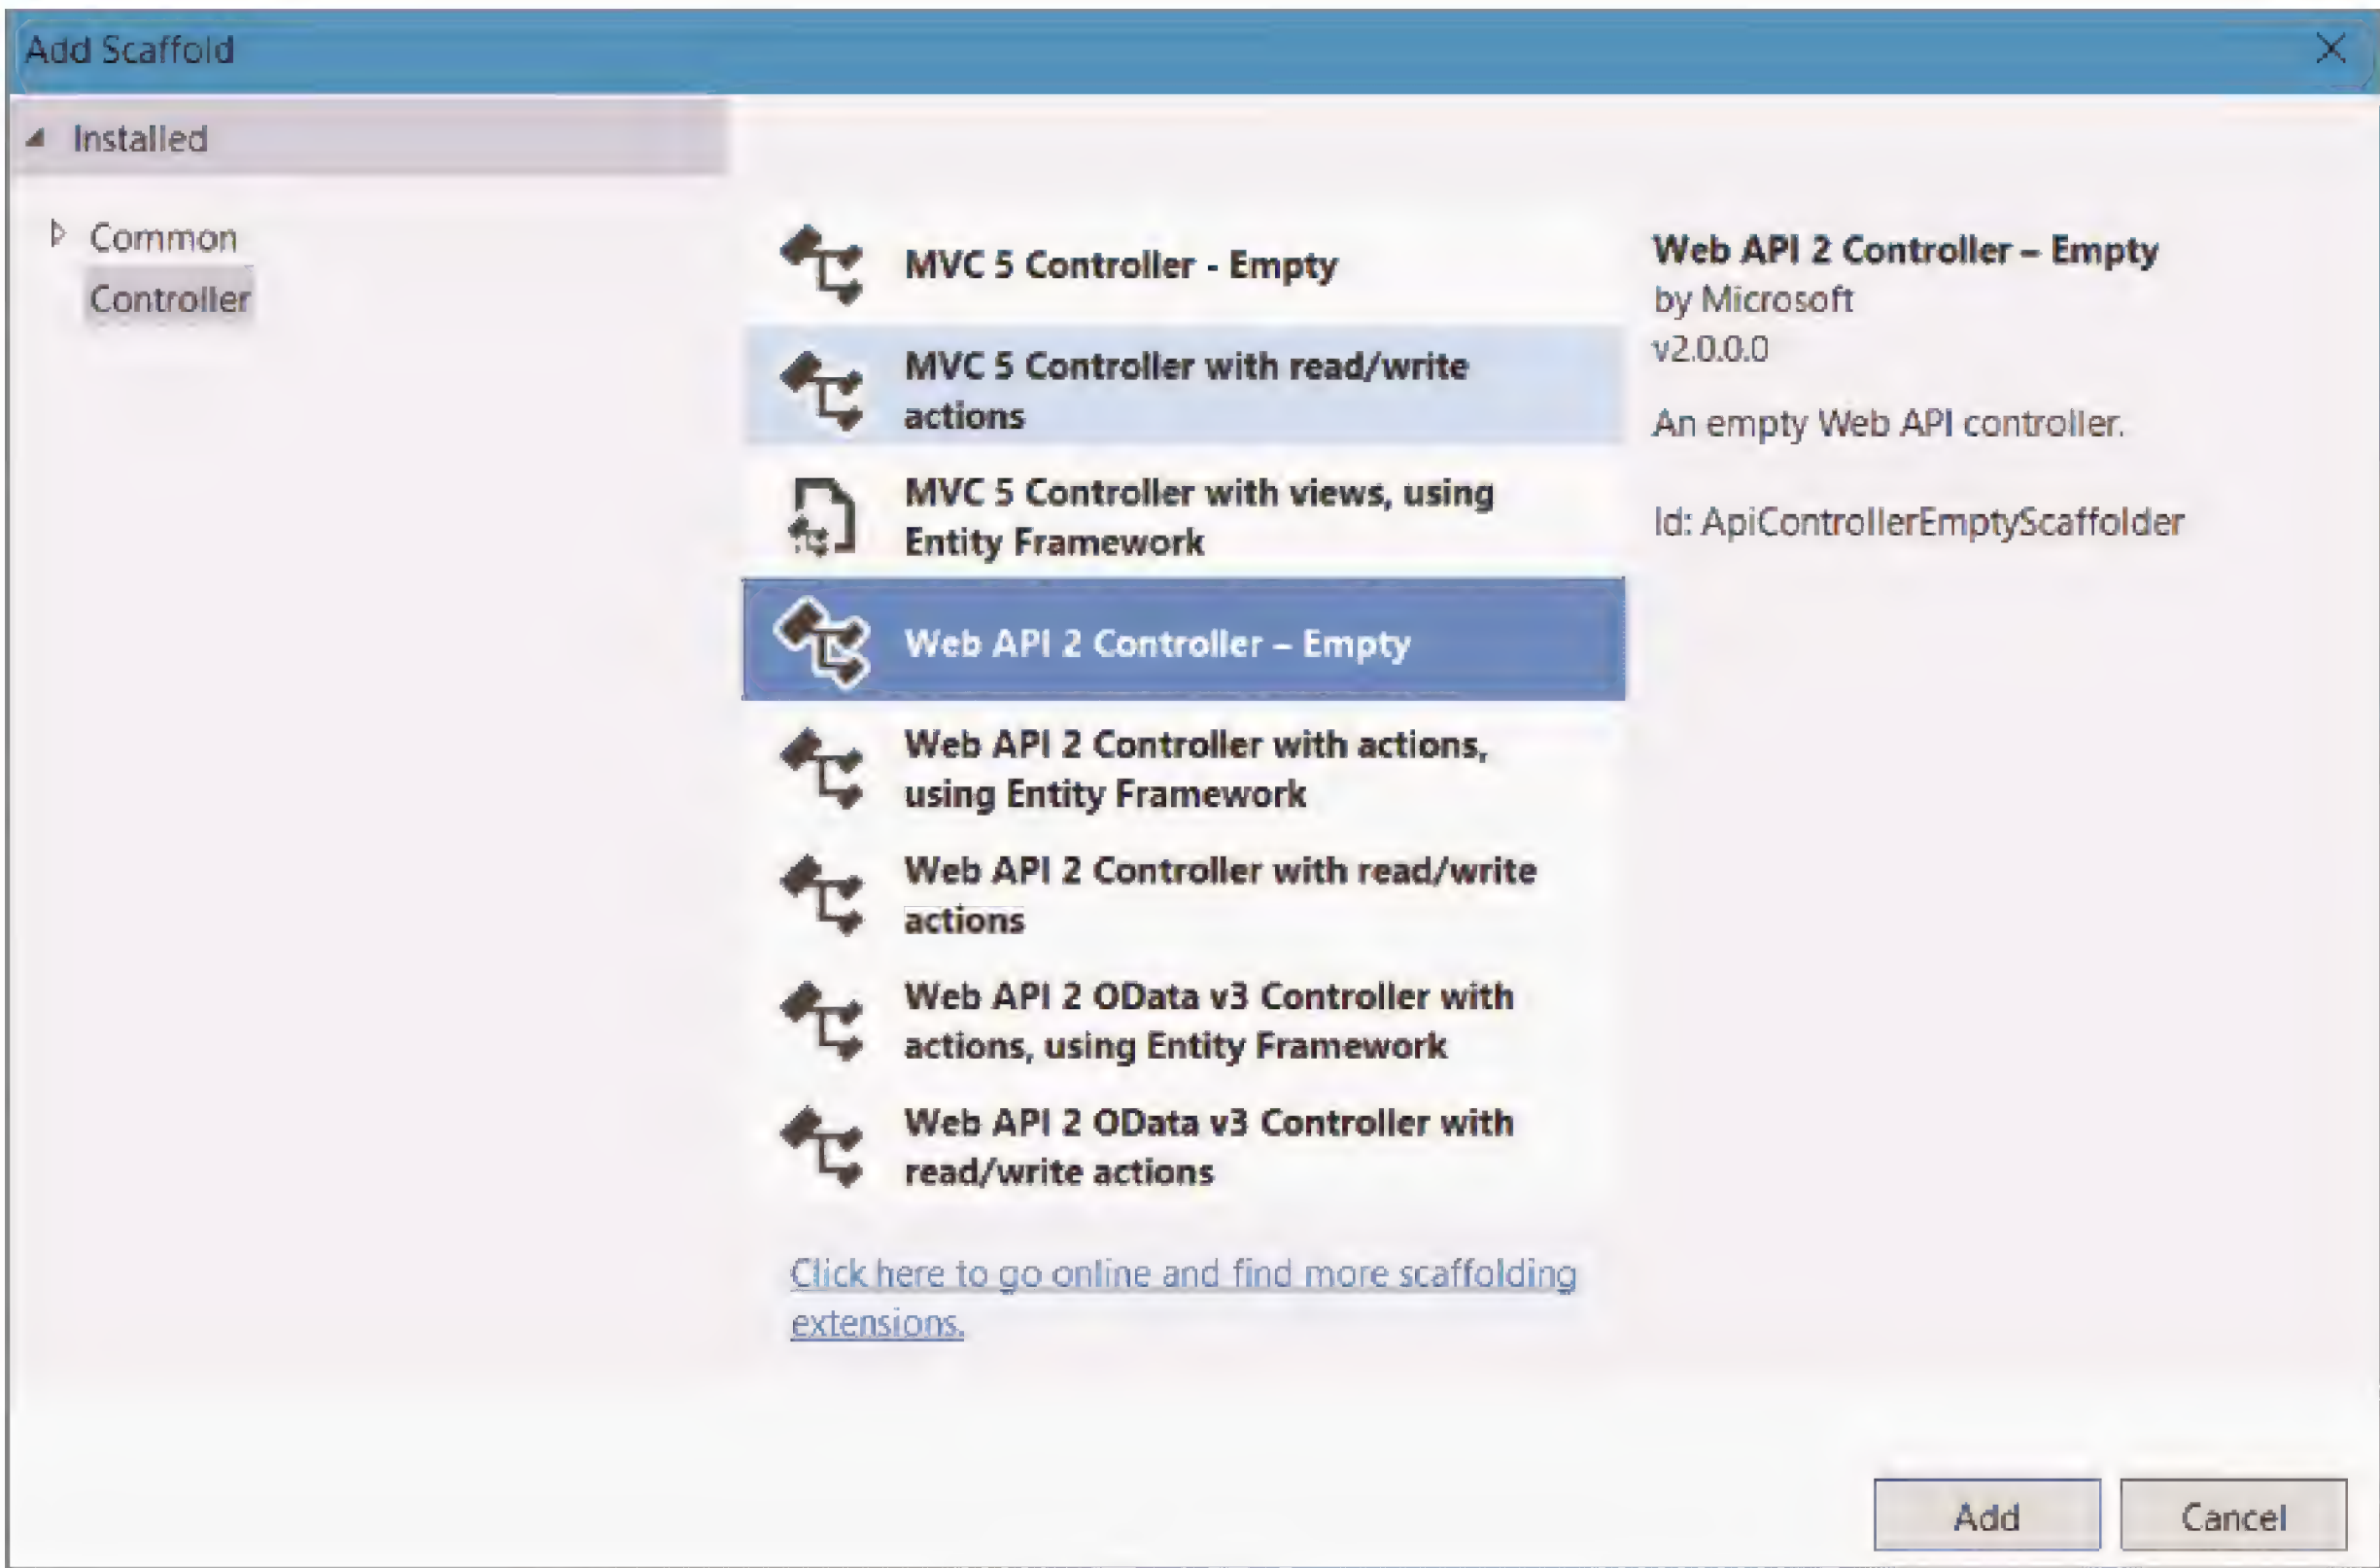 Add Scaffold
Installed
Common
Controller
MVC 5 Controller - Empty
MVC 5 Controller with read/write
actions
MVC 5 Controller with views, using
Entity Framework
Web API 2 Controller – Empty
Web API 2 Controller with actions,
using Entity Framework
Web API 2 Controller with read/write
actions
Web API 2 OData v3 Controller with
actions, using Entity Framework
Web API 2 OData v3 Controller with
read/write actions
Click here to go online and find more scaffolding
extensions.
Web API 2 Controller – Empty
by Microsoft
v2.0.0.0
An empty Web API controller.
Id: ApiControllerEmptyScaffolder
Add
Cancel